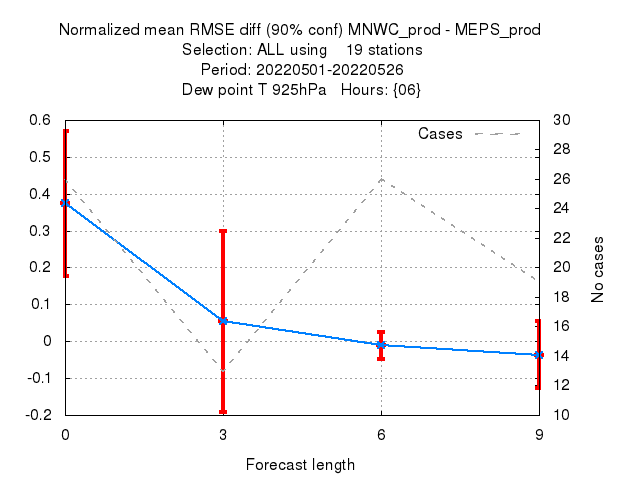 Normalized mean RMSE diff (90% conf) MNWC_prod - MEPS_prod
Selection: ALL using 19 stations
Period: 20220501-20220526
Dew point T 925hPa Hours: {06}
Cases
0.6
0.5
0.4
0.3
0.2
0.1
0
-0.1
-0.2
30
28
26
24
22
20
18
16
14
12
10
No cases
0 3 6 9
Forecast length